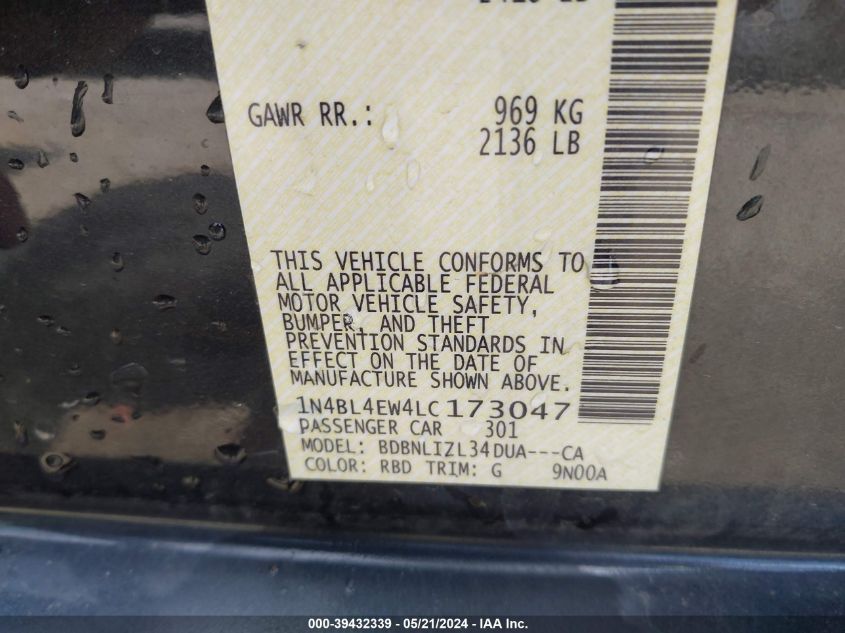 GAWR RR.: 969 KG
2136 LB
THIS VEHICLE CONFORMS TO
ALL APPLICABLE FEDERAL
MOTOR VEHICLE SAFETY,
BUMPER, AND THEFT
PREVENTION STANDARDS IN
EFFECT ON THE DATE OF
MANUFACTURE SHOWN ABOVE.
1N4BL4EW4LC173047
PASSENGER CAR 301
MODEL: BDBNLIZL34DUA---CA
COLOR: RBD TRIM: G 9N00A
000-39432339 - 05/21/2024 - IAA Inc.